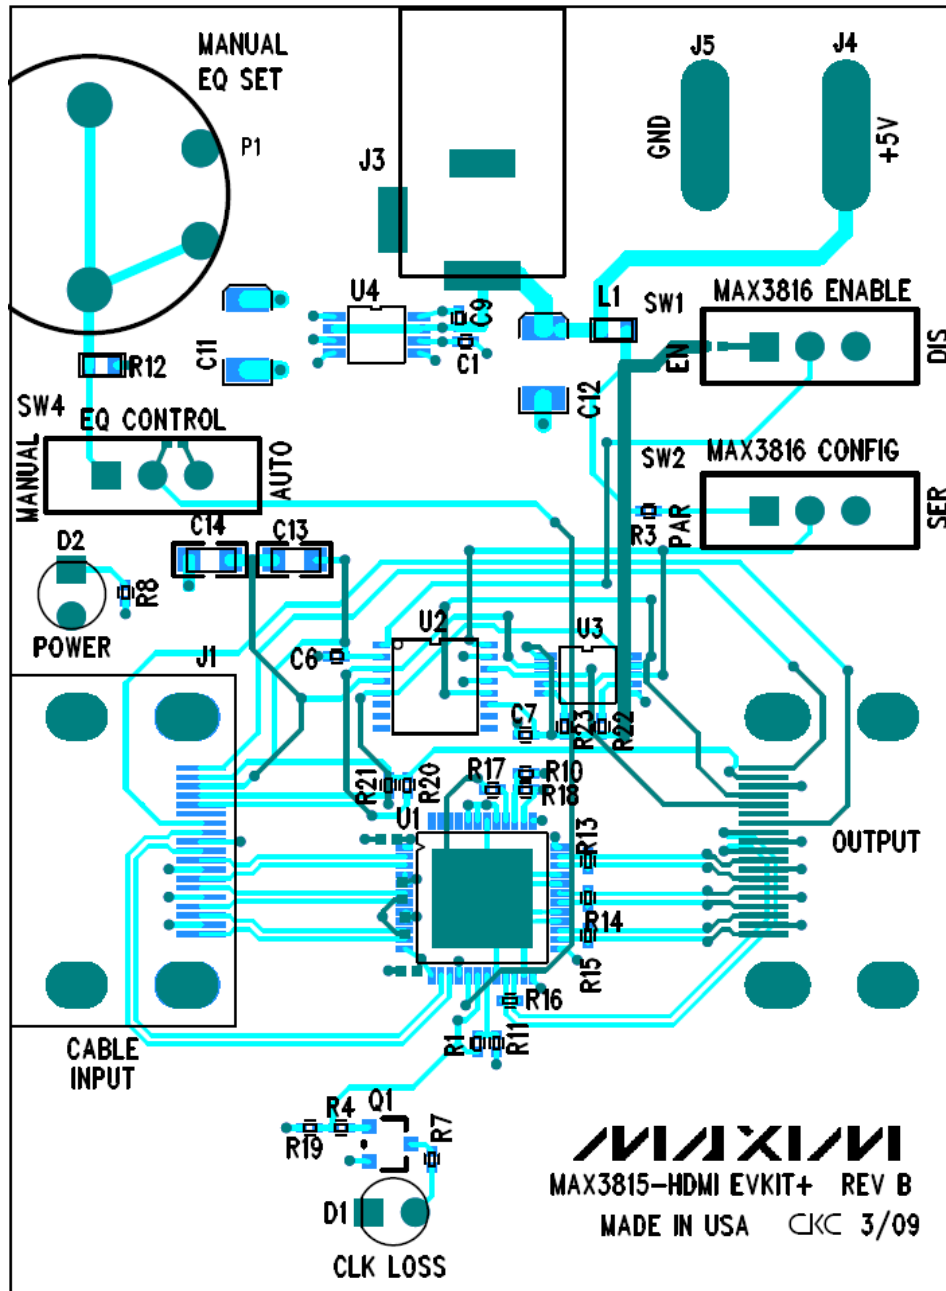 MANUAL
EQ SET
P1
J3
J5
J4
GND
+5V
U4
C9
C1
C11
L1
SW1
MAX3816 ENABLE
EN
DIS
R12
C12
SW4
EQ CONTROL
MANUAL
AUTO
SW2
MAX3816 CONFIG
R3
PAR
SER
C14
C13
D2
R8
POWER
U2
U3
C6
J1
C7
R23
R22
R21
R20
R17
R10
R18
U1
R13
OUTPUT
R14
R15
R16
R1
R11
CABLE
INPUT
R4
Q1
R19
R7
MAXIM
MAX3815-HDMI EVKIT+ REV B
D1
MADE IN USA CKC 3/09
CLK LOSS